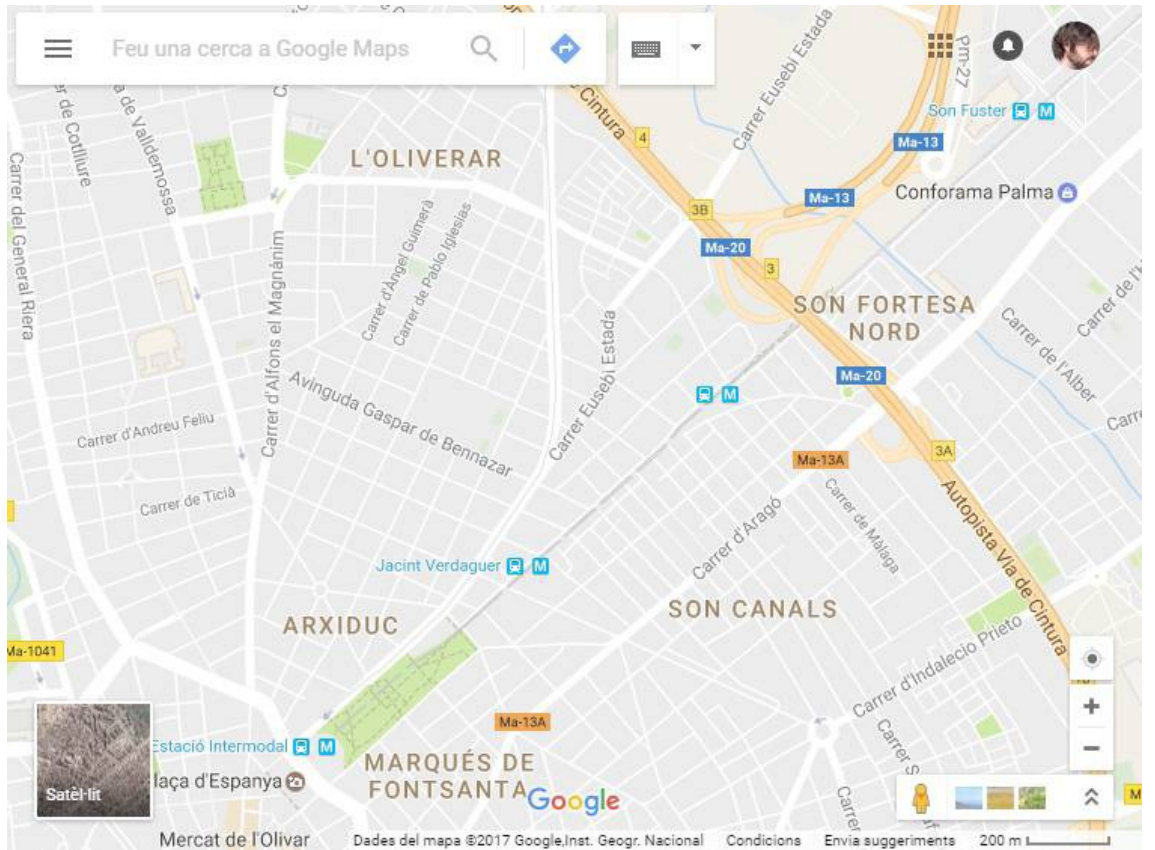 Feu una cerca a Google Maps
Carrer Eusebi Estada
Pm-27
Son Fuster M
de Cintura
4
Ma-13
er de Cotlliure
a de Valldemossa
L'OLIVERAR
Conforama Palma
Carrer del General Riera
Ma-13
3B
Ma-20
3
Carrer d'Àngel Guimerà
Carrer de Pablo Iglesias
Carrer d'Alfons el Magnànim
SON FORTESA
NORD
Carrer de l'Alber
Carrer de l'
Carrer Eusebi Estada
Ma-20
M
Avinguda Gaspar de Bennazar
Carrer d'Andreu Feliu
Carre
3A
Ma-13A
Carrer de Ticià
Carrer d'Aragó
Carrer de Màlaga
Autopista Via de Cintura
Jacint Verdaguer M
SON CANALS
ARXIDUC
Ma-1041
Carrer d'Indalecio Prieto
+
Ma-13A
Estació Intermodal M
−
MARQUÉS DE
FONTSANTA
laça d'Espanya
Satèl·lit
Google
Carrer S
Carrer
M
Mercat de l'Olivar
Dades del mapa ©2017 Google,Inst. Geogr. Nacional Condicions Envia suggeriments 200 m